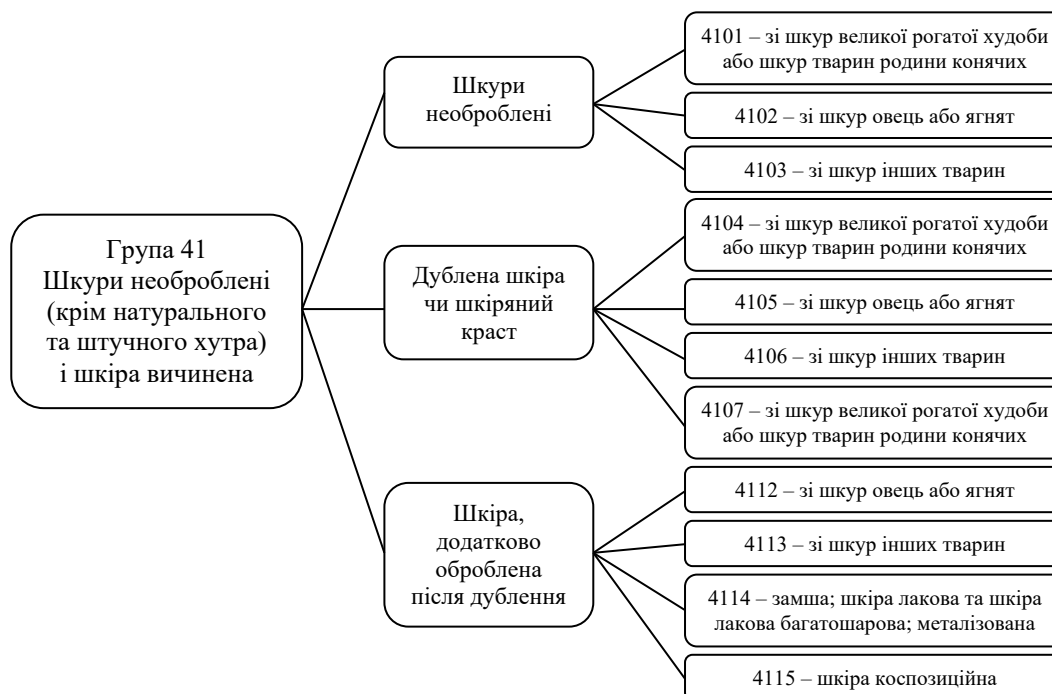 Група 41
Шкури необроблені
(крім натурального
та штучного хутра)
і шкіра вичинена
Шкури
необроблені
4101 – зі шкур великої рогатої худоби
або шкур тварин родини конячих
4102 – зі шкур овець або ягнят
4103 – зі шкур інших тварин
Дублена шкіра
чи шкіряний
краст
4104 – зі шкур великої рогатої худоби
або шкур тварин родини конячих
4105 – зі шкур овець або ягнят
4106 – зі шкур інших тварин
4107 – зі шкур великої рогатої худоби
або шкур тварин родини конячих
Шкіра,
додатково
оброблена
після дублення
4112 – зі шкур овець або ягнят
4113 – зі шкур інших тварин
4114 – замша; шкіра лакова та шкіра
лакова багатошарова; металізована
4115 – шкіра коспозиційна